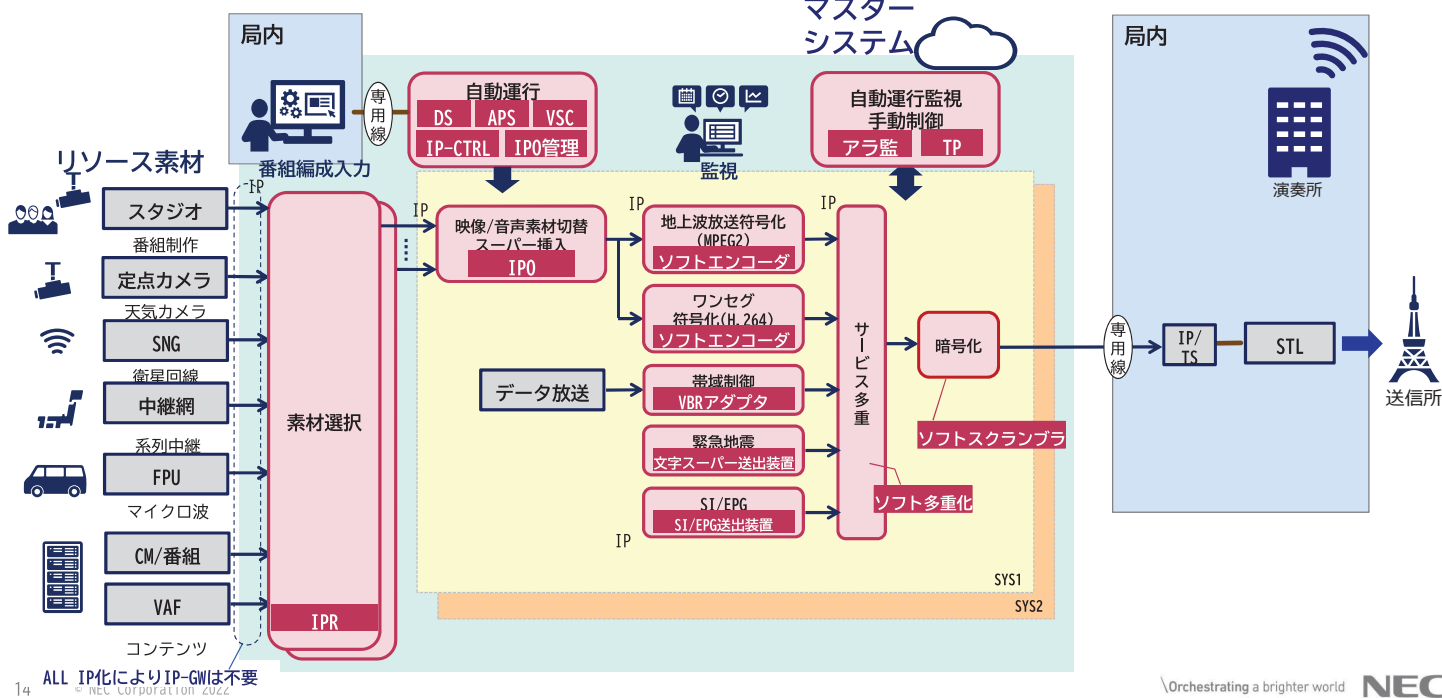 マスター
システム
局内
番組編成入力
専用線
自動運行
DS APS VSC
IP-CTRL IPO管理
監視
自動運行監視
手動制御
アラ監 TP
局内
演奏所
リソース素材
IP
スタジオ
番組制作
定点カメラ
天気カメラ
SNG
衛星回線
中継網
系列中継
FPU
マイクロ波
CM/番組
VAF
コンテンツ
素材選択
IPR
IP
映像/音声素材切替
スーパー挿入
IPO
データ放送
IP
地上波放送符号化
(MPEG2)
ソフトエンコーダ
ワンセグ
符号化(H.264)
ソフトエンコーダ
帯域制御
VBRアダプタ
緊急地震
文字スーパー送出装置
SI/EPG
SI/EPG送出装置
IP
IP
サービス多重
ソフト多重化
暗号化
ソフトスクランブラ
SYS1
SYS2
専用線
IP/
TS
STL
送信所
ALL IP化によりIP-GWは不要
14
© NEC Corporation 2022
\Orchestrating a brighter world
NEC